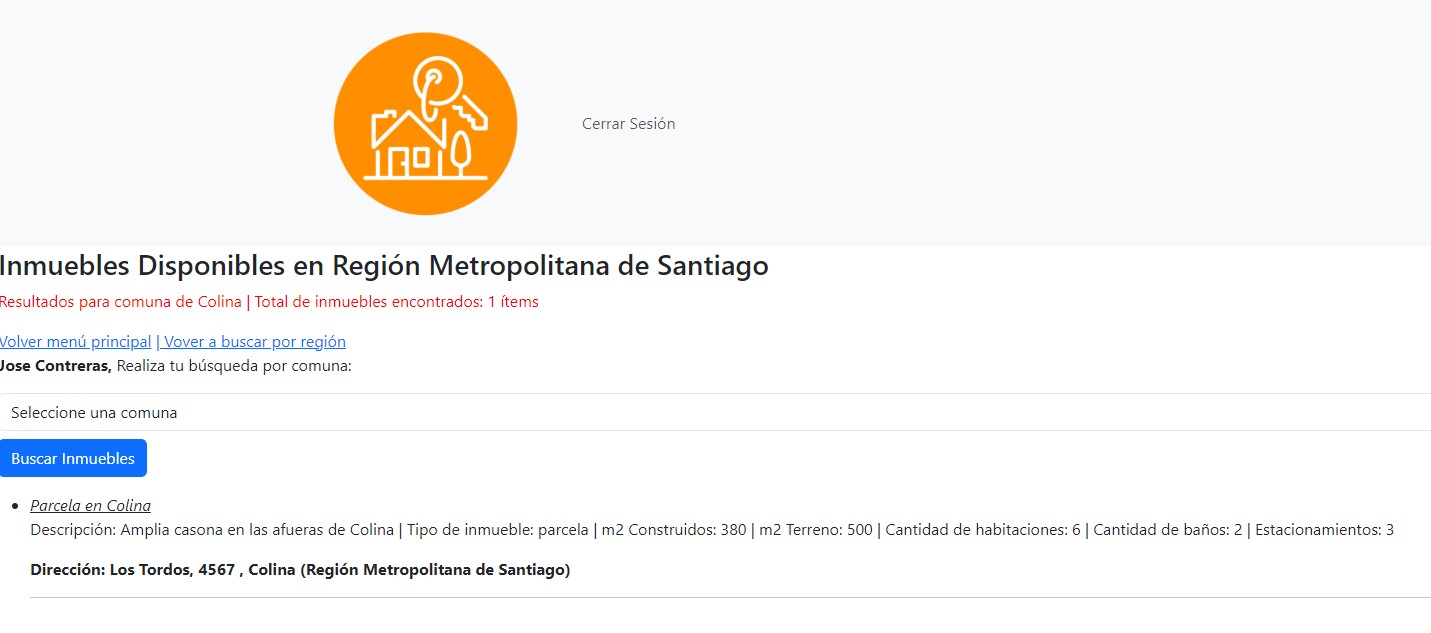 Cerrar Sesión
Inmuebles Disponibles en Región Metropolitana de Santiago
Resultados para comuna de Colina | Total de inmuebles encontrados: 1 ítems
Volver menú principal | Vover a buscar por región
Jose Contreras, Realiza tu búsqueda por comuna:
Seleccione una comuna
Buscar Inmuebles
Parcela en Colina
Descripción: Amplia casona en las afueras de Colina | Tipo de inmueble: parcela | m2 Construidos: 380 | m2 Terreno: 500 | Cantidad de habitaciones: 6 | Cantidad de baños: 2 | Estacionamientos: 3
Dirección: Los Tordos, 4567 , Colina (Región Metropolitana de Santiago)